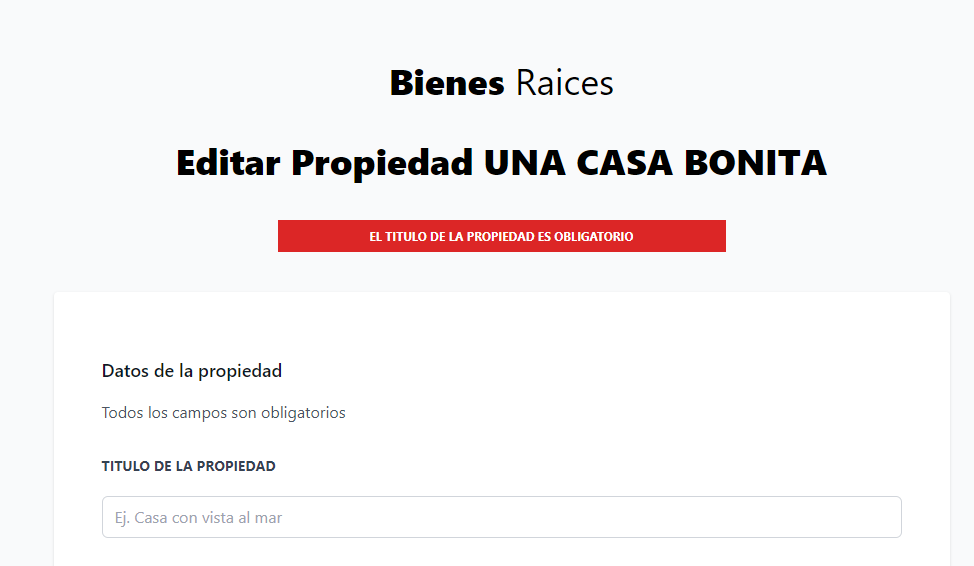 Bienes Raices
Editar Propiedad UNA CASA BONITA
EL TITULO DE LA PROPIEDAD ES OBLIGATORIO
Datos de la propiedad
Todos los campos son obligatorios
TITULO DE LA PROPIEDAD
Ej. Casa con vista al mar